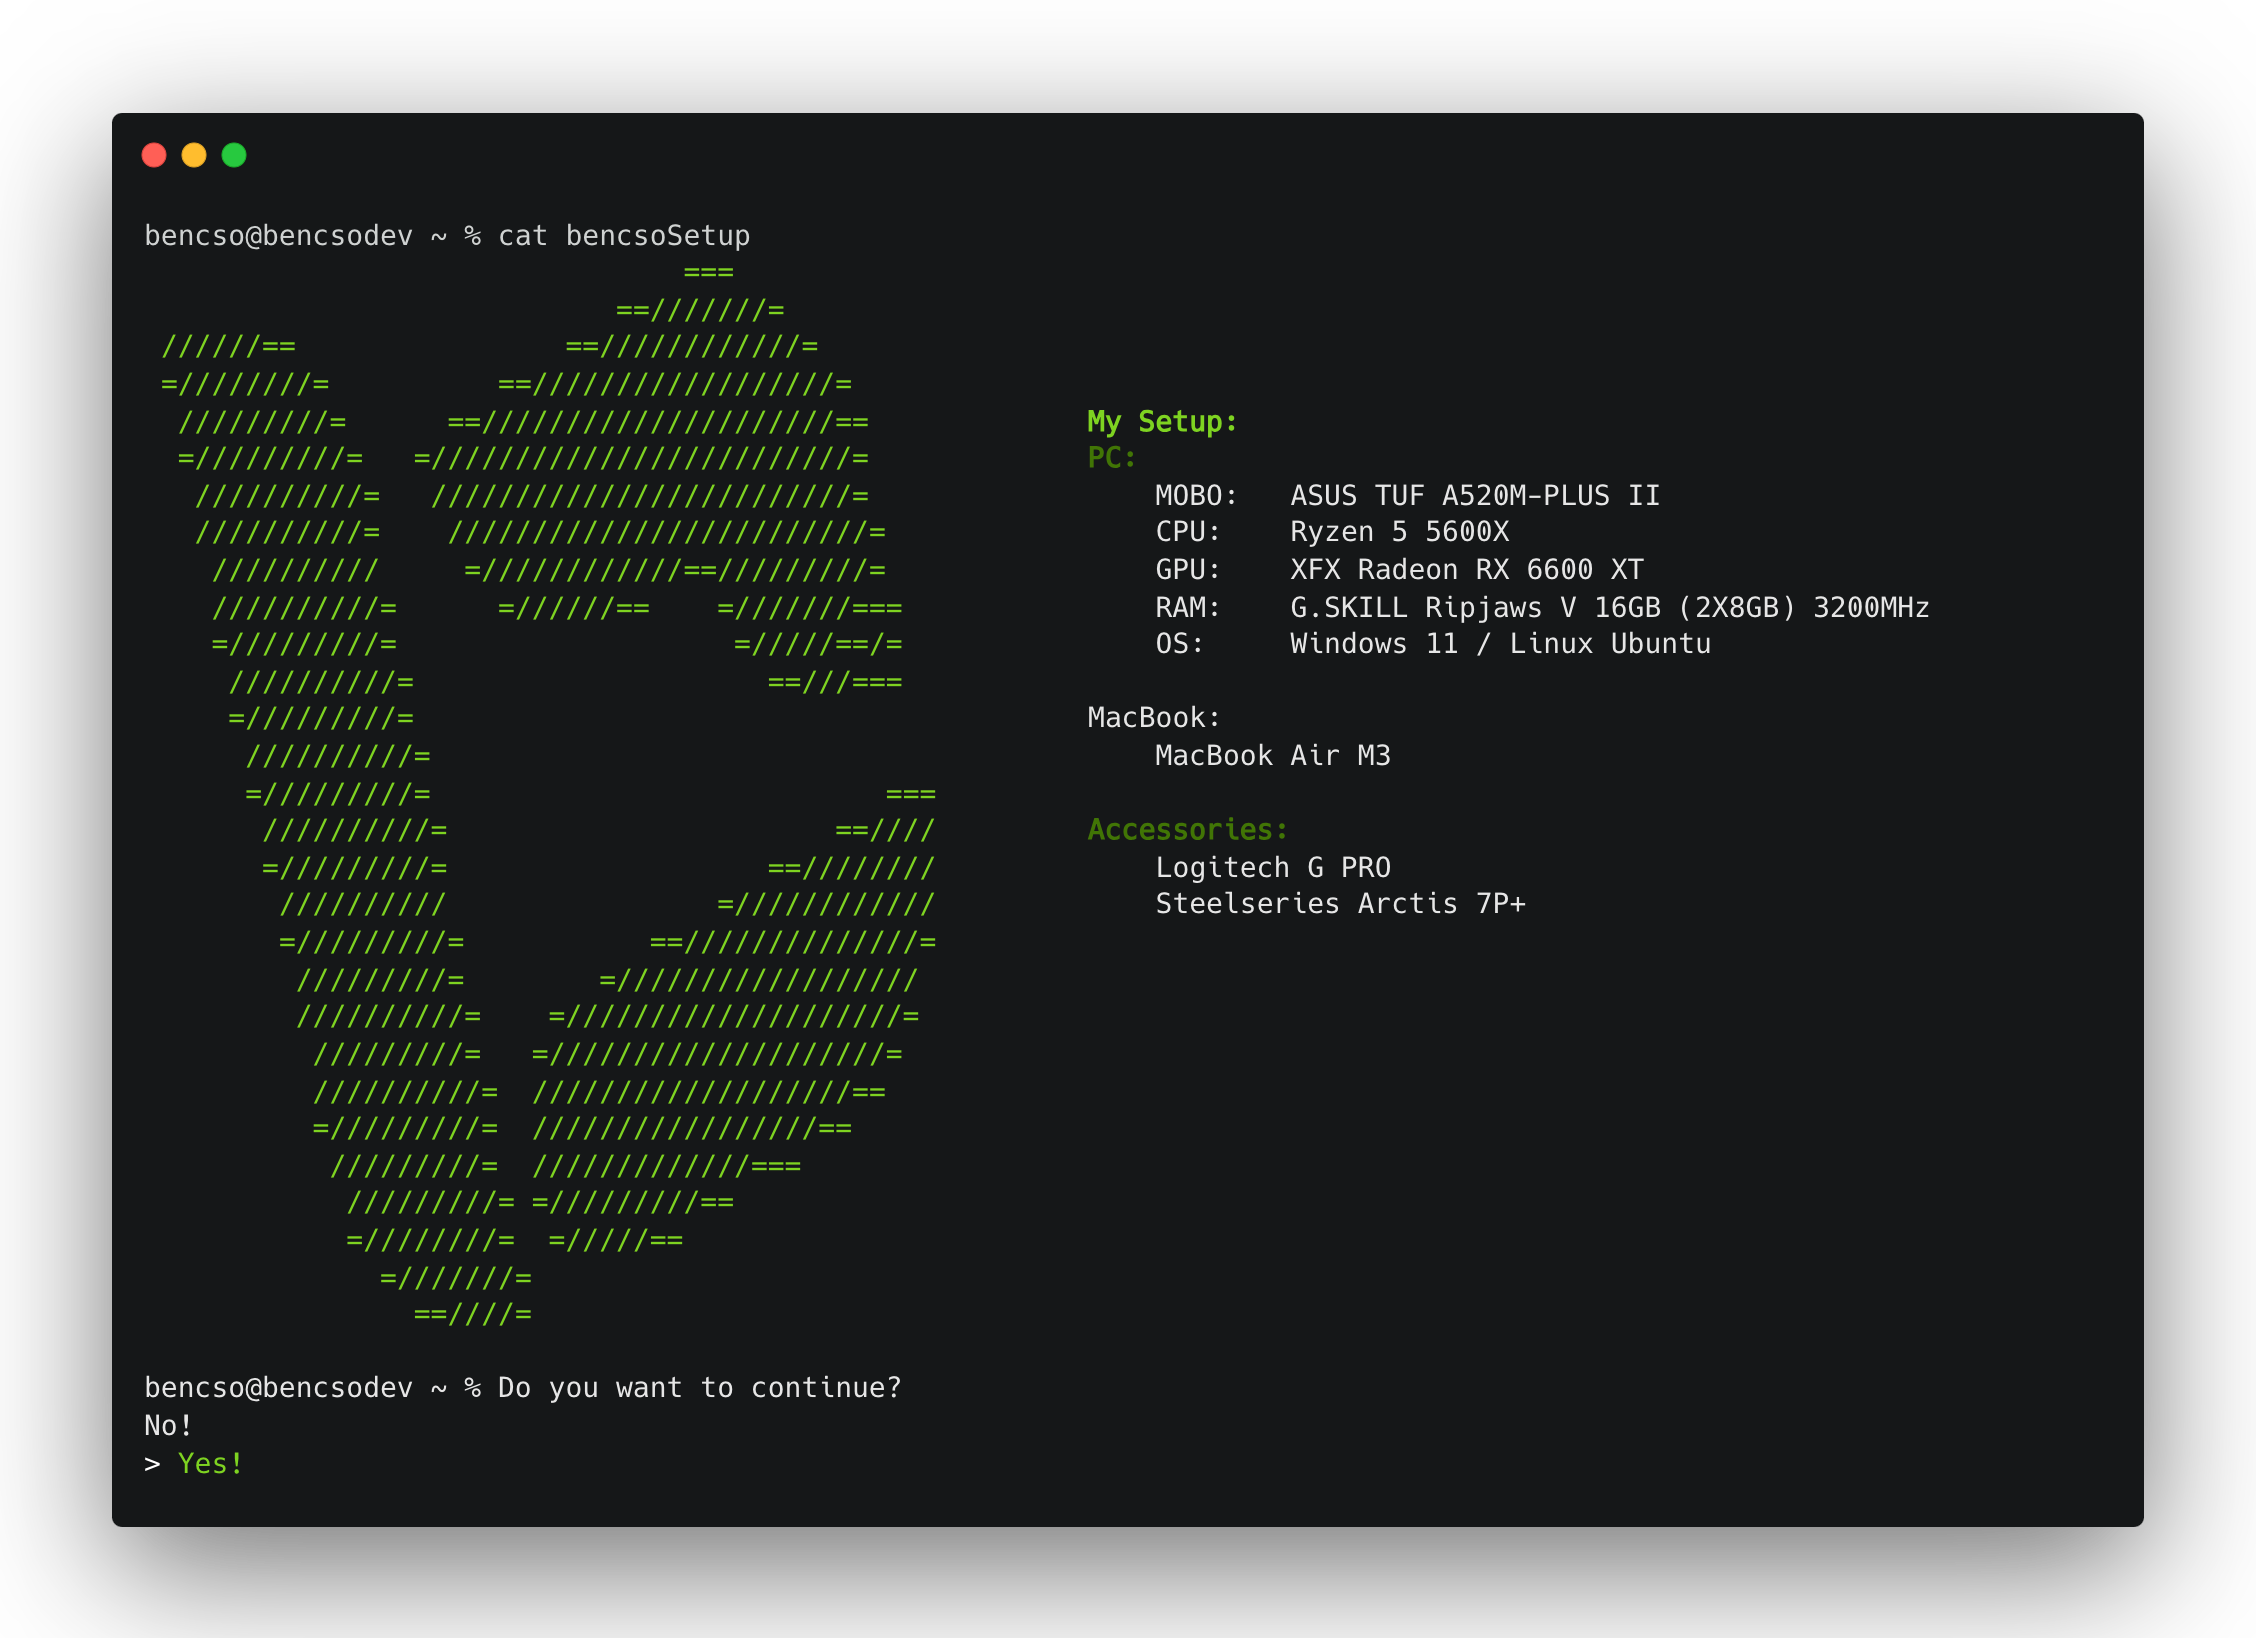 bencso@bencsodev ~ % cat bencsoSetup
===
==///////=
//////== ==////////////=
=////////= ==//////////////////=
/////////= ==/////////////////////== My Setup:
=/////////= =/////////////////////////= PC:
//////////= /////////////////////////= MOBO: ASUS TUF A520M-PLUS II
//////////= /////////////////////////= CPU: Ryzen 5 5600X
////////// =////////////==/////////= GPU: XFX Radeon RX 6600 XT
//////////= =//////== =///////=== RAM: G.SKILL Ripjaws V 16GB (2X8GB) 3200MHz
=/////////= =/////==/= OS: Windows 11 / Linux Ubuntu
//////////= ==///===
=/////////= MacBook:
//////////= MacBook Air M3
=/////////= ===
//////////= ==//// Accessories:
=/////////= ==//////// Logitech G PRO
////////// =//////////// Steelseries Arctis 7P+
=/////////= ==//////////////=
/////////= =//////////////////
//////////= =////////////////////=
/////////= =////////////////////=
//////////= ///////////////////==
=/////////= /////////////////==
/////////= /////////////===
/////////= =/////////==
=////////= =/////==
=///////=
==////=
bencso@bencsodev ~ % Do you want to continue?
No!
> Yes!